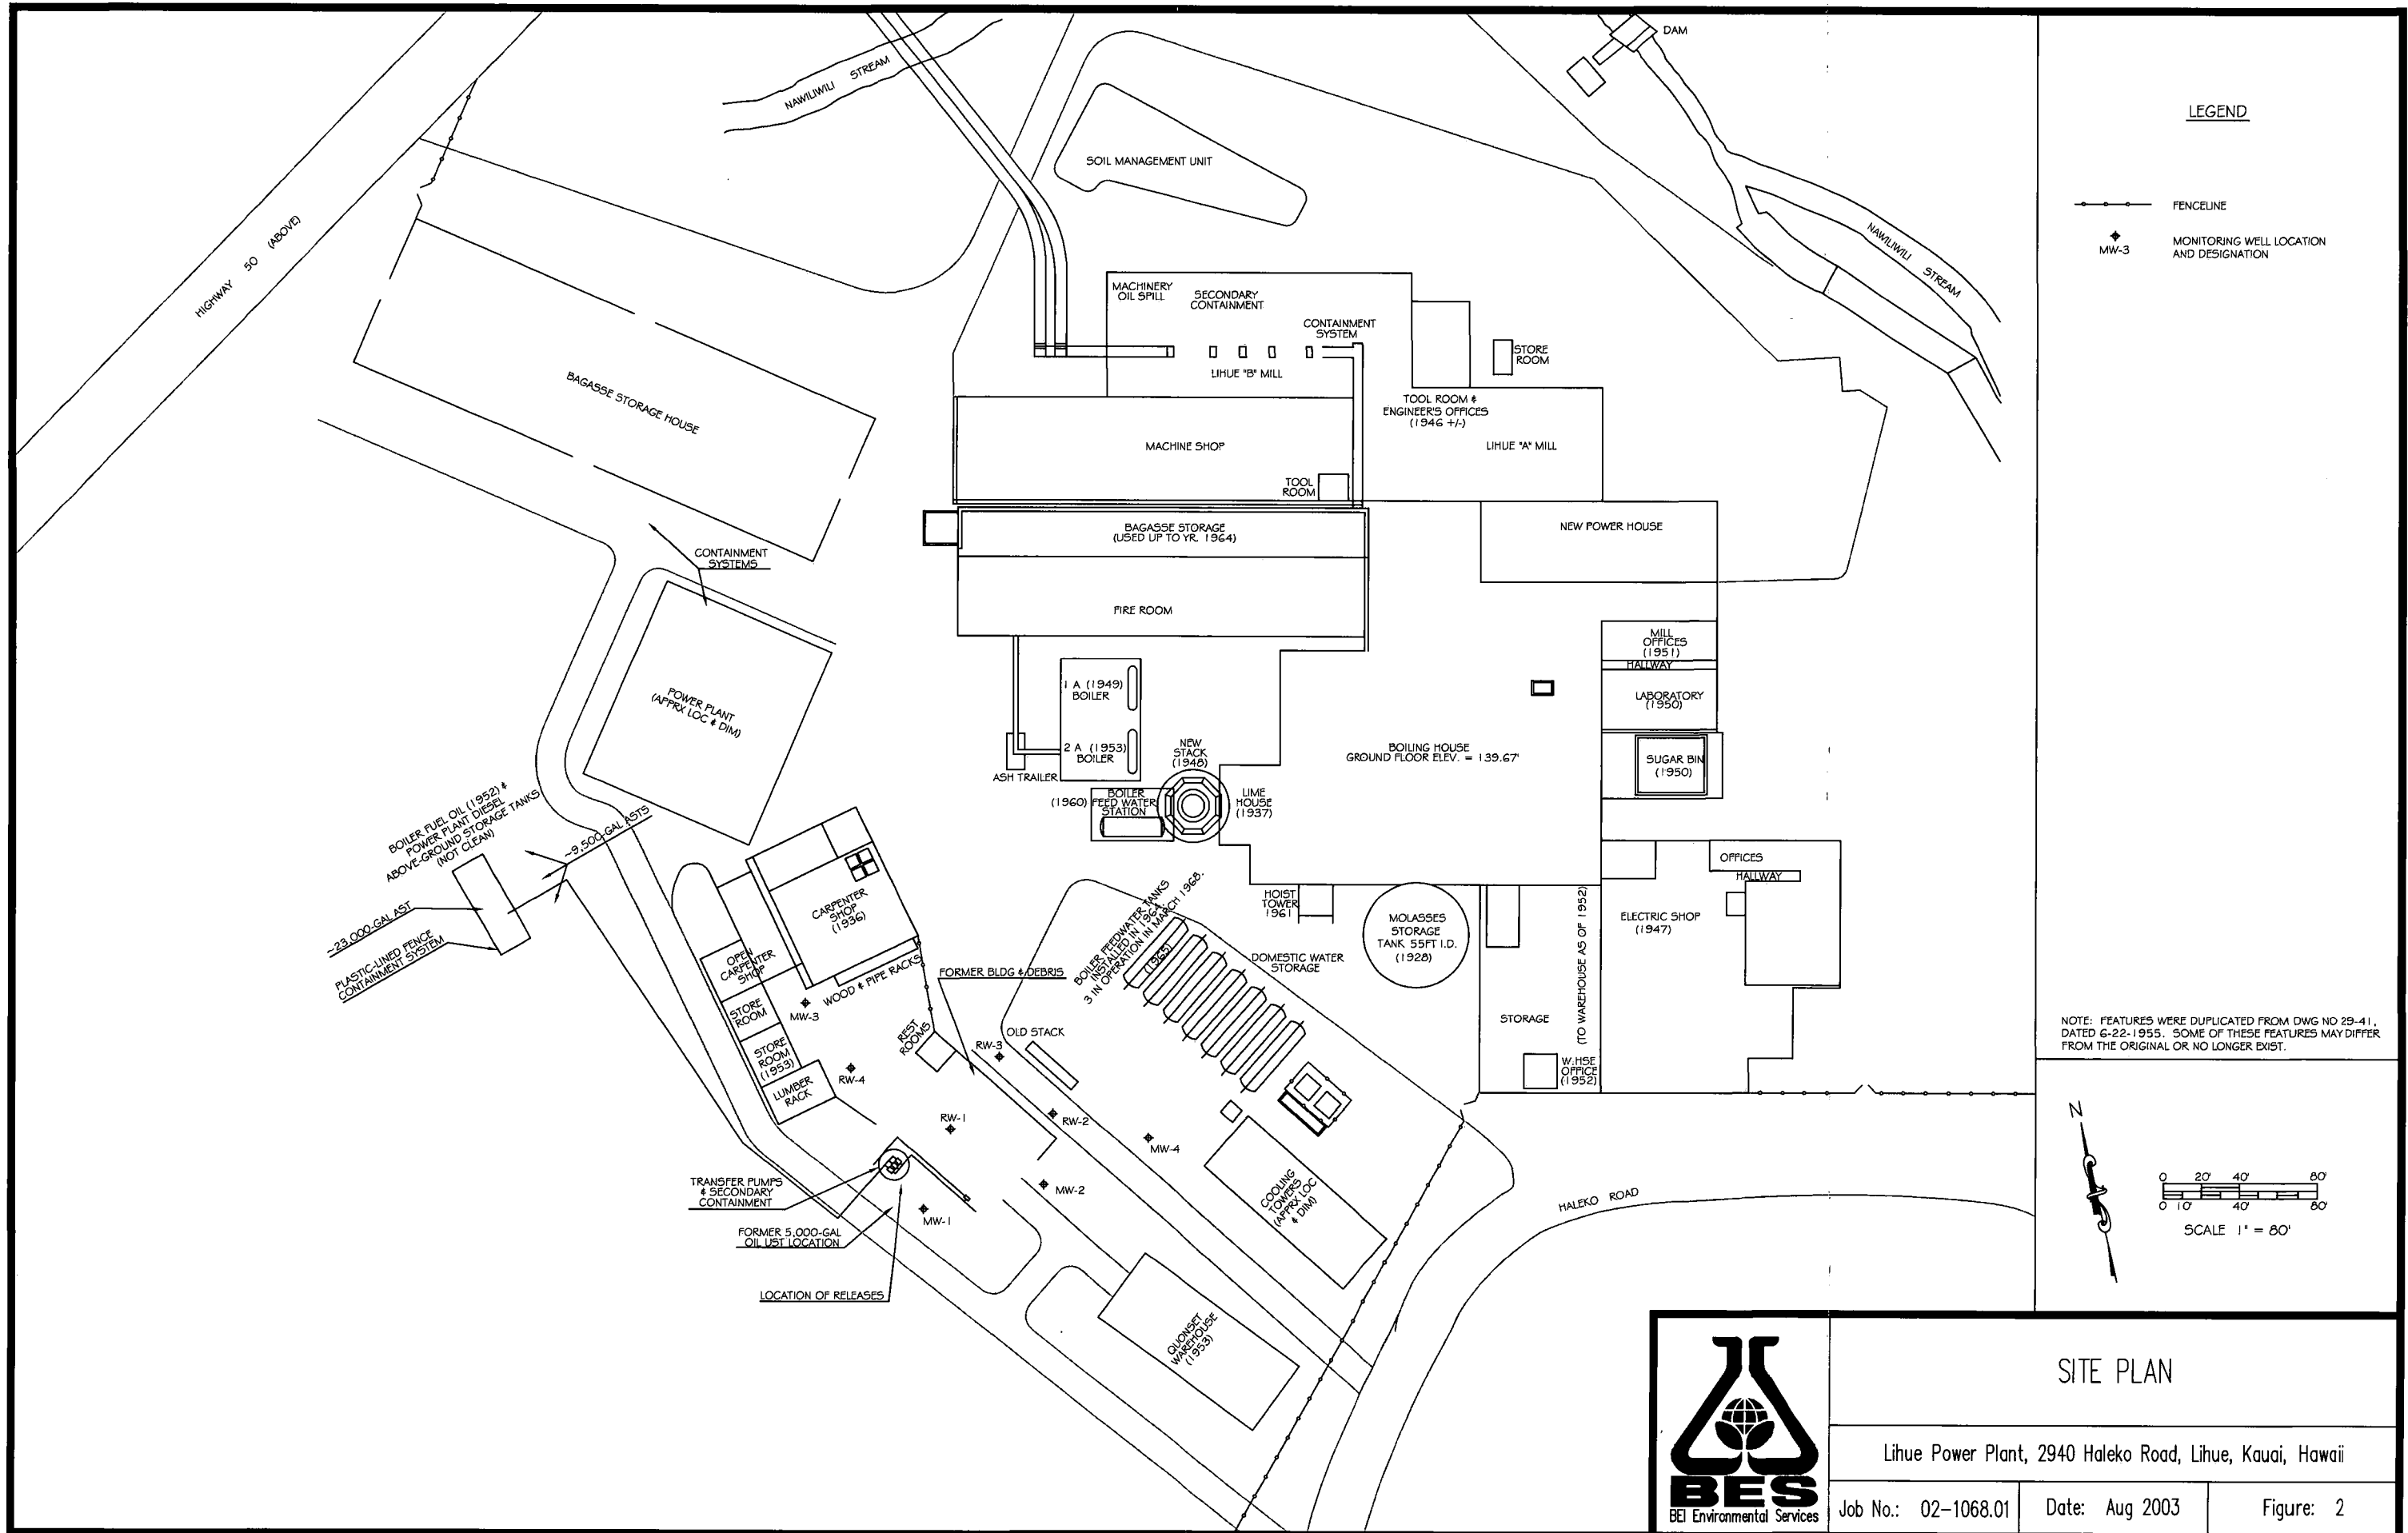 DAM
NAWILIWILI STREAM
SOIL MANAGEMENT UNIT
HIGHWAY 50 (ABOVE)
NAWILIWILI STREAM
MACHINERY
OIL SPILL
SECONDARY
CONTAINMENT
CONTAINMENT
SYSTEM
STORE
ROOM
LIHUE "B" MILL
BAGASSE STORAGE HOUSE
TOOL ROOM &
ENGINEER'S OFFICES
(1946 +/-)
MACHINE SHOP
LIHUE "A" MILL
TOOL
ROOM
BAGASSE STORAGE
(USED UP TO YR. 1964)
NEW POWER HOUSE
CONTAINMENT
SYSTEMS
FIRE ROOM
MILL
OFFICES
(1951)
HALLWAY
LABORATORY
(1950)
1 A (1949)
BOILER
POWER PLANT
(APPRX LOC & DIM)
2 A (1953)
BOILER
NEW
STACK
(1948)
BOILING HOUSE
GROUND FLOOR ELEV. = 139.67'
SUGAR BIN
(1950)
ASH TRAILER
(1960)
BOILER
FEED WATER
STATION
LIME
HOUSE
(1937)
BOILER FUEL OIL (1952) &
POWER PLANT DIESEL
ABOVE-GROUND STORAGE TANKS
(NOT CLEAN)
~9,500-GAL ASTS
OFFICES
HALLWAY
~23,000-GAL AST
PLASTIC-LINED FENCE
CONTAINMENT SYSTEM
CARPENTER
SHOP
(1936)
HOIST
TOWER
1961
MOLASSES
STORAGE
TANK 55FT I.D.
(1928)
ELECTRIC SHOP
(1947)
BOILER FEEDWATER TANKS
INSTALLED IN 1964.
3 IN OPERATION IN MARCH 1968.
(1965)
DOMESTIC WATER
STORAGE
(TO WAREHOUSE AS OF 1952)
OPEN
CARPENTER
SHOP
WOOD & PIPE RACKS
FORMER BLDG & DEBRIS
MW-3
STORE
ROOM
REST
ROOMS
OLD STACK
STORAGE
RW-3
STORE
ROOM
(1953)
W.HSE
OFFICE
(1952)
RW-4
LUMBER
RACK
RW-1
RW-2
MW-4
TRANSFER PUMPS
& SECONDARY
CONTAINMENT
MW-2
COOLING
TOWERS
(APPRX LOC
& DIM)
HALEKO ROAD
MW-1
FORMER 5,000-GAL
OIL UST LOCATION
LOCATION OF RELEASES
QUONSET
WAREHOUSE
(1953)
LEGEND
FENCELINE
MW-3
MONITORING WELL LOCATION
AND DESIGNATION
NOTE: FEATURES WERE DUPLICATED FROM DWG NO 29-41,
DATED 6-22-1955. SOME OF THESE FEATURES MAY DIFFER
FROM THE ORIGINAL OR NO LONGER EXIST.
N
0 20' 40' 80'
0 10' 40' 80'
SCALE 1" = 80'
BES
BEI Environmental Services
SITE PLAN
Lihue Power Plant, 2940 Haleko Road, Lihue, Kauai, Hawaii
Job No.: 02-1068.01
Date: Aug 2003
Figure: 2